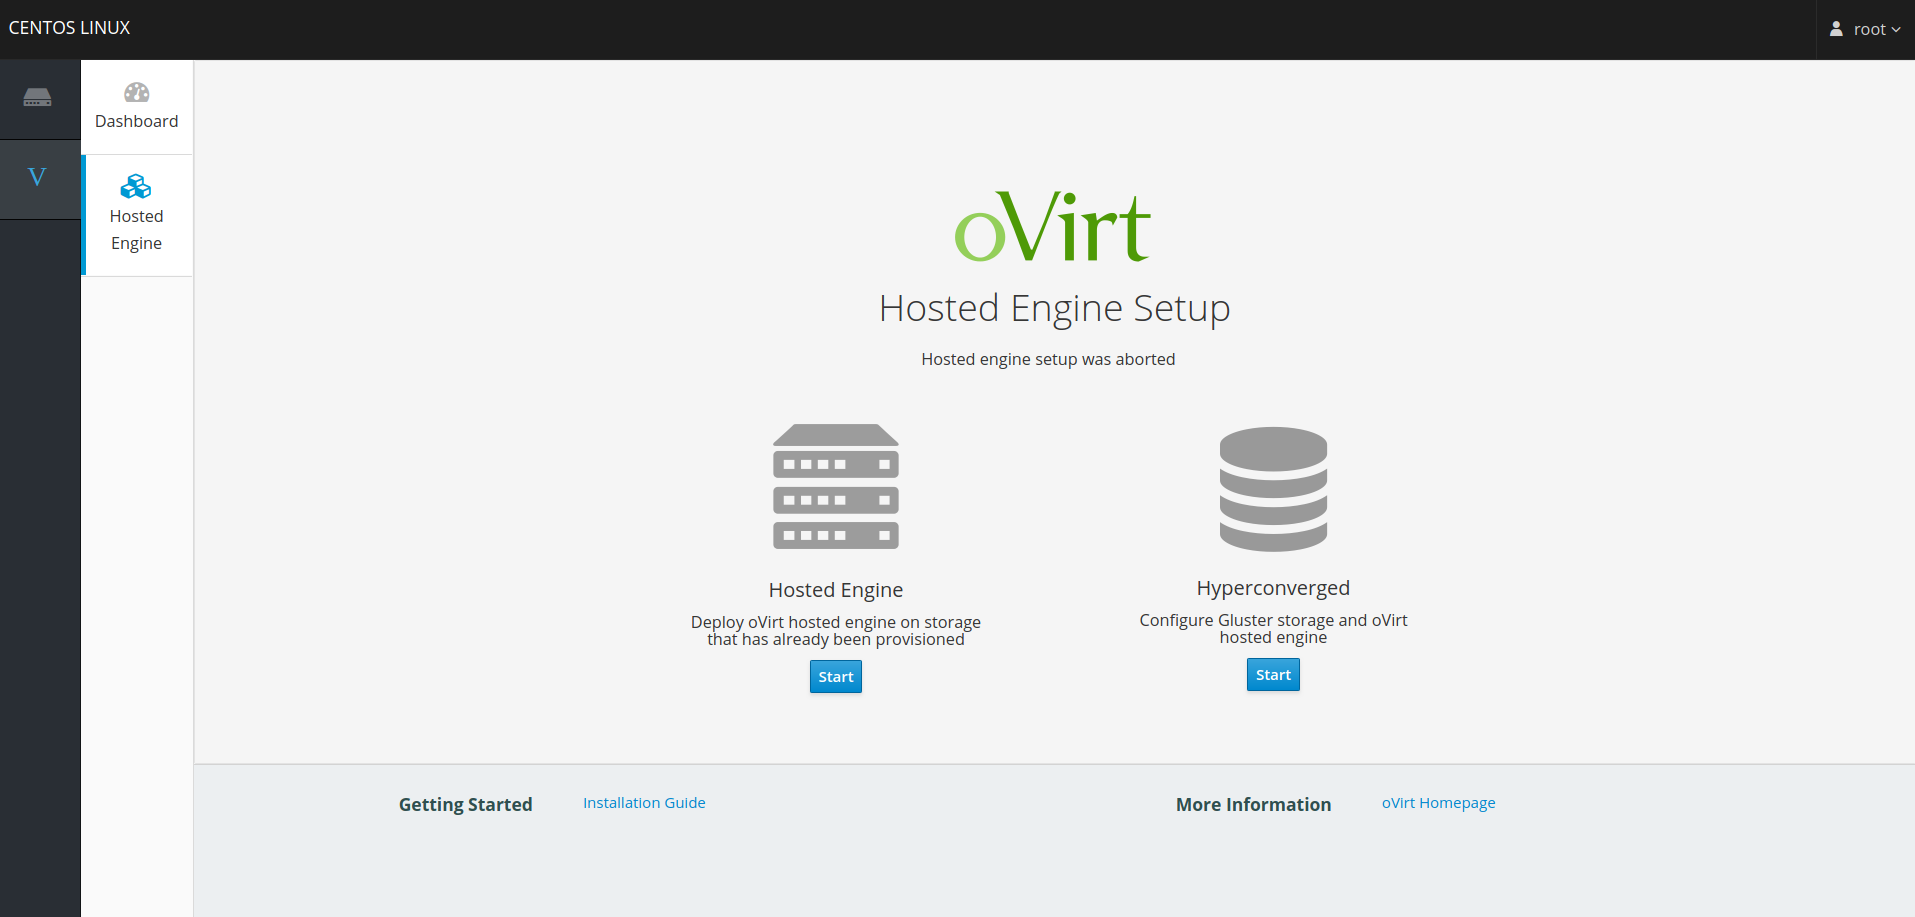 CENTOS LINUX
root
Dashboard
V
Hosted
Engine
oVirt
Hosted Engine Setup
Hosted engine setup was aborted
Hosted Engine
Deploy oVirt hosted engine on storage
that has already been provisioned
Start
Hyperconverged
Configure Gluster storage and oVirt
hosted engine
Start
Getting Started
Installation Guide
More Information
oVirt Homepage